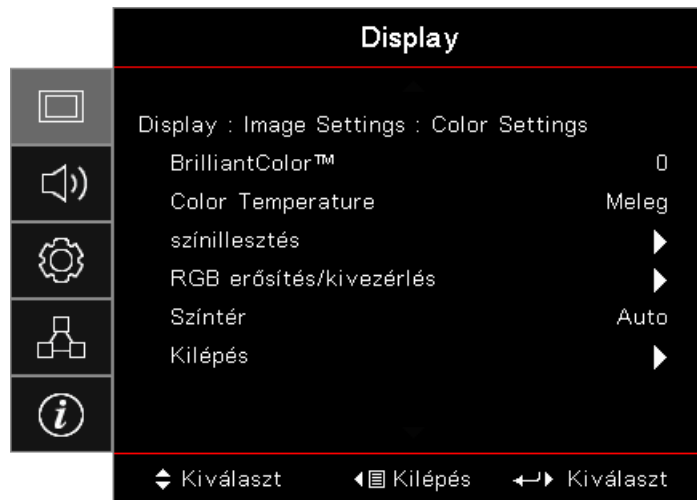 Display
Display : Image Settings : Color Settings
BrilliantColor™ 0
Color Temperature Meleg
színillesztés
RGB erősítés/kivezérlés
Színtér Auto
Kilépés
Kiválaszt Kilépés Kiválaszt